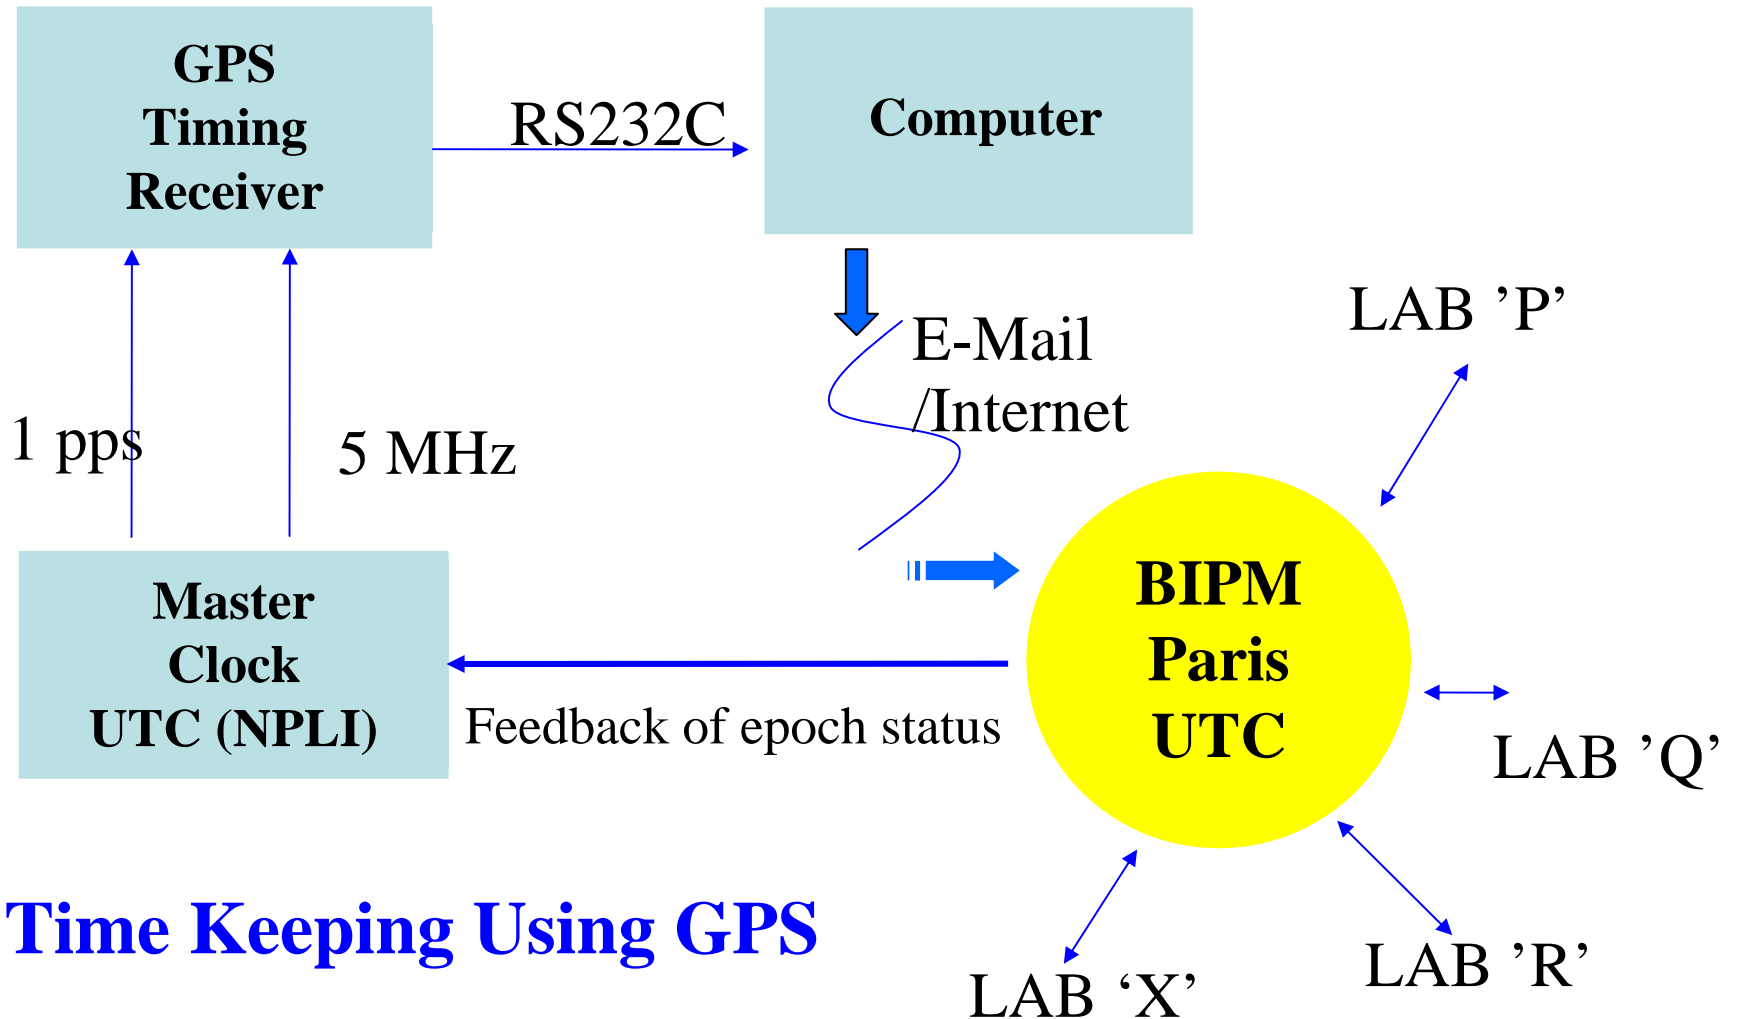 GPS
Timing
Receiver
RS232C
Computer
LAB ’P’
E-Mail
/Internet
1 pps
5 MHz
BIPM
Paris
UTC
Master
Clock
UTC (NPLI)
Feedback of epoch status
LAB ’Q’
Time Keeping Using GPS
LAB ‘X’
LAB ’R’